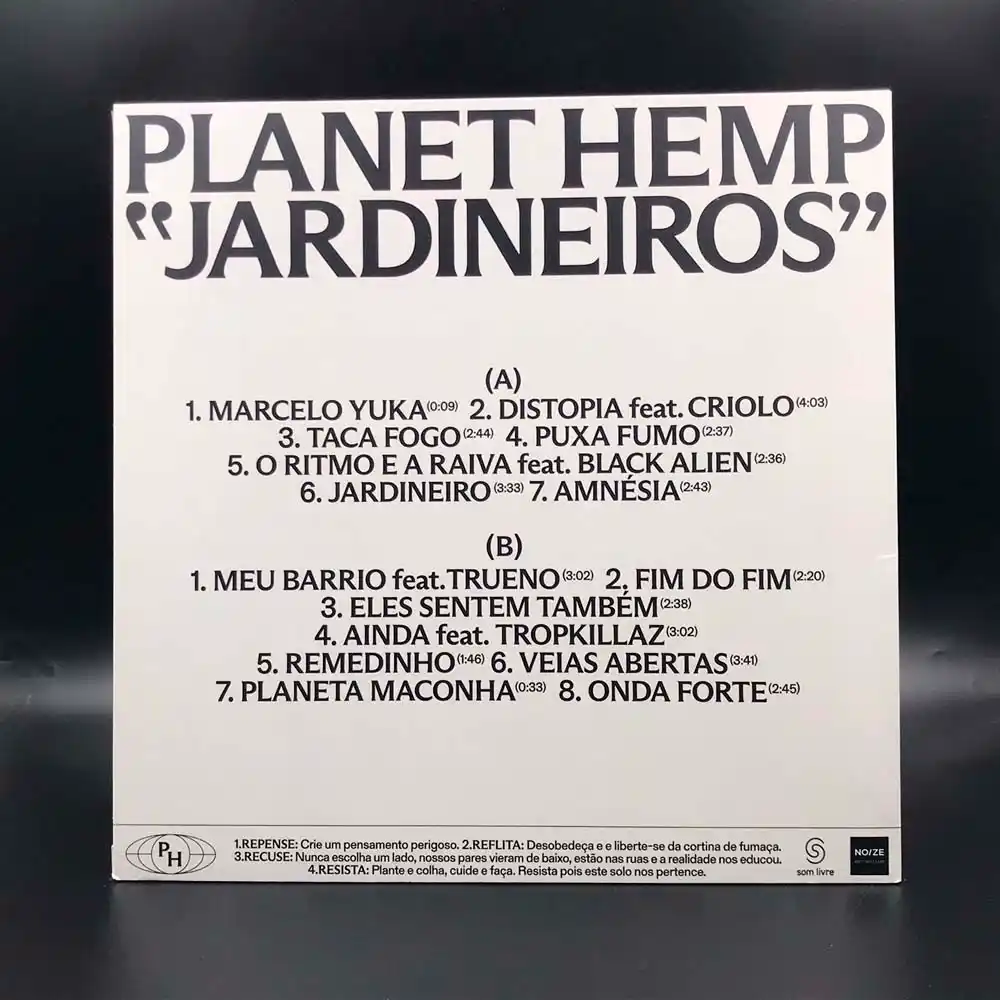 PLANET HEMP
“JARDINEIROS”
(A)
1. MARCELO YUKA(0:09) 2. DISTOPIA feat. CRIOLO(4:03)
3. TACA FOGO(2:44) 4. PUXA FUMO(2:37)
5. O RITMO E A RAIVA feat. BLACK ALIEN(2:36)
6. JARDINEIRO(3:33) 7. AMNÉSIA(2:43)
(B)
1. MEU BARRIO feat. TRUENO(3:02) 2. FIM DO FIM(2:20)
3. ELES SENTEM TAMBÉM(2:38)
4. AINDA feat. TROPKILLAZ(3:02)
5. REMEDINHO(1:46) 6. VEIAS ABERTAS(3:41)
7. PLANETA MACONHA(0:33) 8. ONDA FORTE(2:45)
PH
1.REPENSE: Crie um pensamento perigoso. 2.REFLITA: Desobedeça e e liberte-se da cortina de fumaça.
3.RECUSE: Nunca escolha um lado, nossos pares vieram de baixo, estão nas ruas e a realidade nos educou.
4.RESISTA: Plante e colha, cuide e faça. Resista pois este solo nos pertence.
som livre
NO/ZE